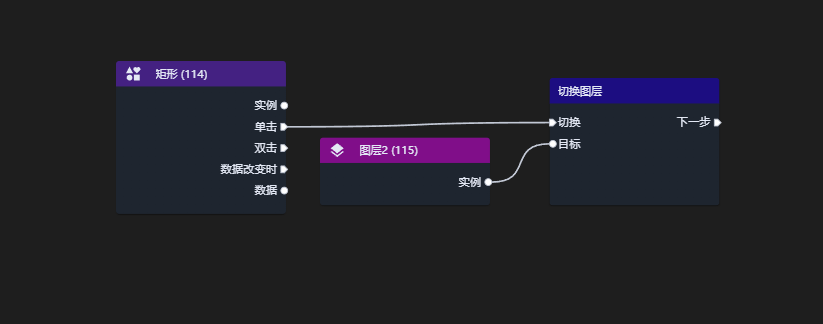 矩形 (114)
实例
单击
双击
数据改变时
数据
图层2 (115)
实例
切换图层
切换
下一步
目标